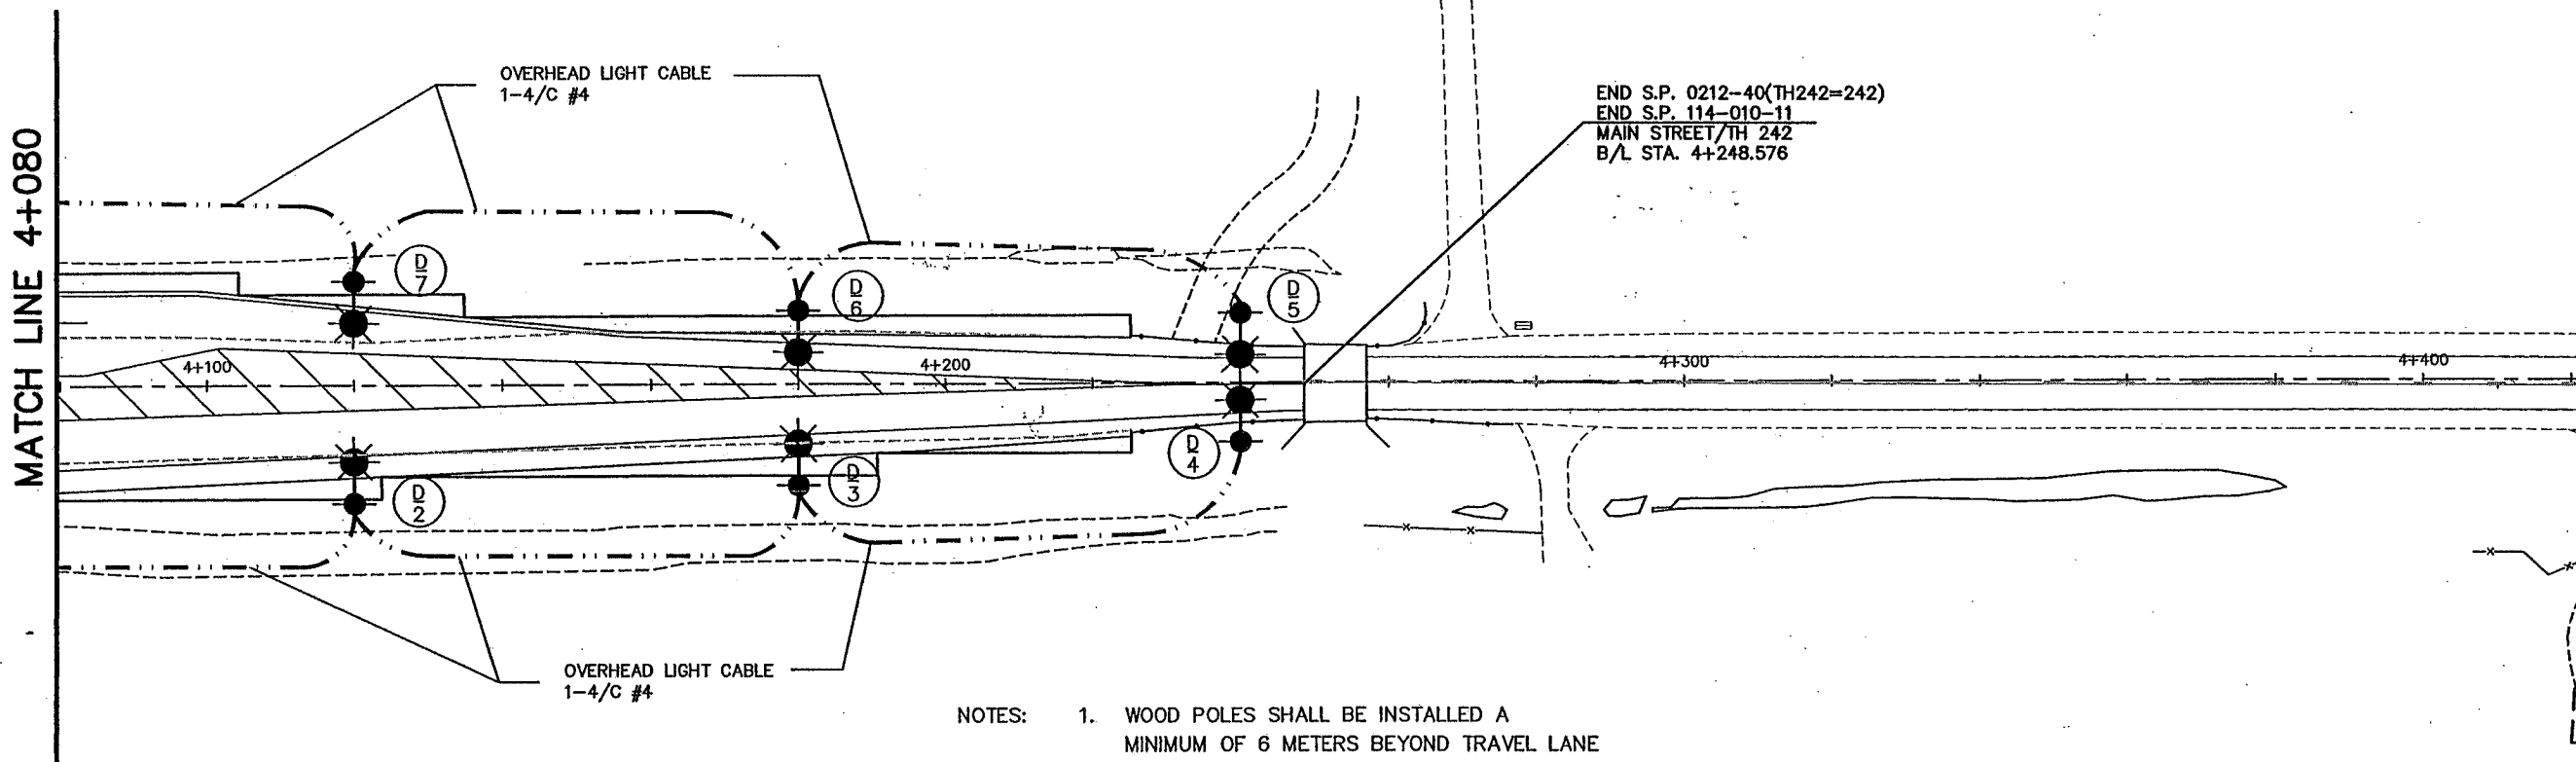 MATCH LINE 4+080
OVERHEAD LIGHT CABLE
1-4/C #4
END S.P. 0212-40(TH242=242)
END S.P. 114-010-11
MAIN STREET/TH 242
B/L STA. 4+248.576
D
7
D
6
D
5
4+100
4+200
4+300
4+400
D
2
D
3
D
4
OVERHEAD LIGHT CABLE
1-4/C #4
NOTES: 1. WOOD POLES SHALL BE INSTALLED A
MINIMUM OF 6 METERS BEYOND TRAVEL LANE